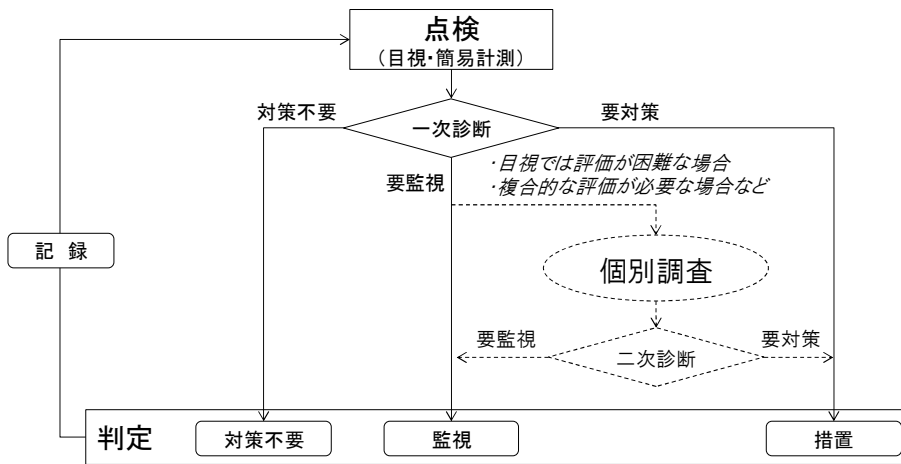 点検
(目視・簡易計測)
対策不要
一次診断
要対策
・目視では評価が困難な場合
・複合的な評価が必要な場合など
要監視
記 録
個別調査
要監視
二次診断
要対策
判定
対策不要
監視
措置